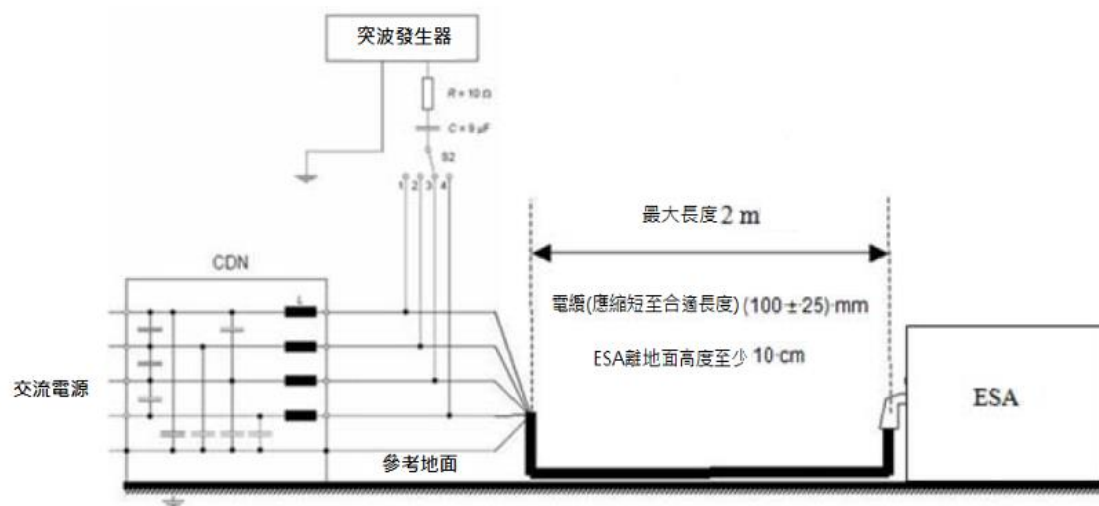 突波發生器
R = 10 Ω
C = 9 μF
S2
1 2 3 4
最大長度 2 m
CDN
L
電纜(應縮短至合適長度) (100 ± 25) mm
ESA離地面高度至少 10 cm
交流電源
ESA
參考地面